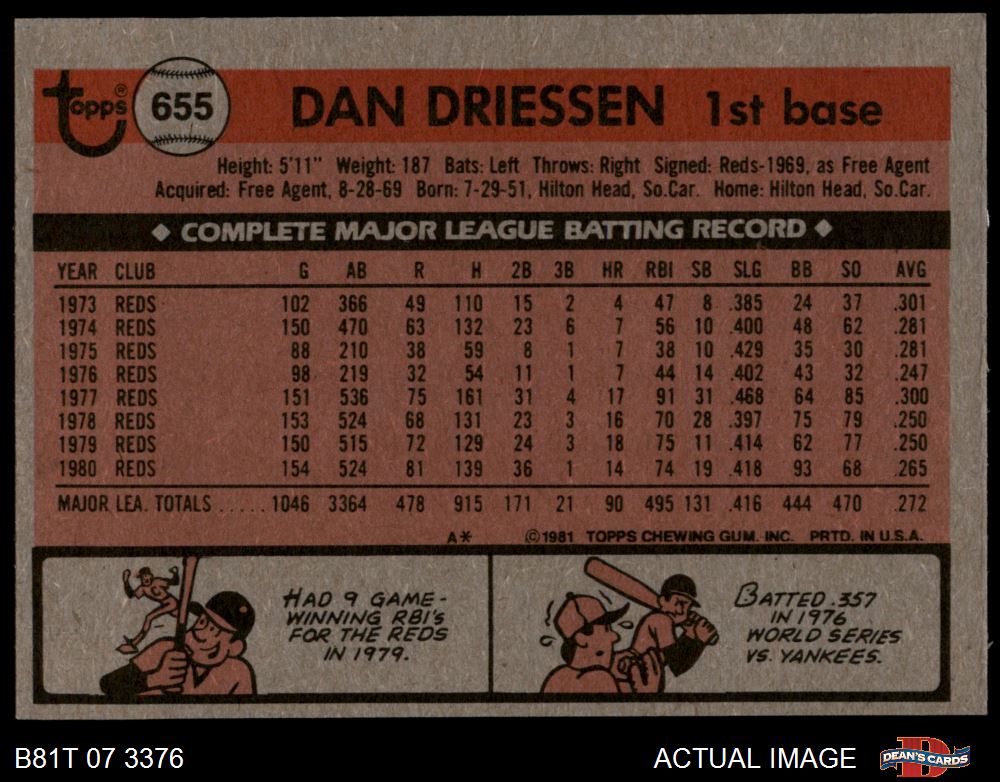 topps® 655 DAN DRIESSEN 1st base
Height: 5'11" Weight: 187 Bats: Left Throws: Right Signed: Reds-1969, as Free Agent
Acquired: Free Agent, 8-28-69 Born: 7-29-51, Hilton Head, So.Car. Home: Hilton Head, So.Car.
◆ COMPLETE MAJOR LEAGUE BATTING RECORD ◆
YEAR CLUB G AB R H 2B 3B HR RBI SB SLG BB SO AVG
1973 REDS 102 366 49 110 15 2 4 47 8 .385 24 37 .301
1974 REDS 150 470 63 132 23 6 7 56 10 .400 48 62 .281
1975 REDS 88 210 38 59 8 1 7 38 10 .429 35 30 .281
1976 REDS 98 219 32 54 11 1 7 44 14 .402 43 32 .247
1977 REDS 151 536 75 161 31 4 17 91 31 .468 64 85 .300
1978 REDS 153 524 68 131 23 3 16 70 28 .397 75 79 .250
1979 REDS 150 515 72 129 24 3 18 75 11 .414 62 77 .250
1980 REDS 154 524 81 139 36 1 14 74 19 .418 93 68 .265
MAJOR LEA. TOTALS ..... 1046 3364 478 915 171 21 90 495 131 .416 444 470 .272
A* ©1981 TOPPS CHEWING GUM. INC. PRTD. IN U.S.A.
HAD 9 GAME-
WINNING RBI'S
FOR THE REDS
IN 1979.
BATTED .357
IN 1976
WORLD SERIES
VS. YANKEES.
B81T 07 3376 ACTUAL IMAGE DEAN'S CARDS